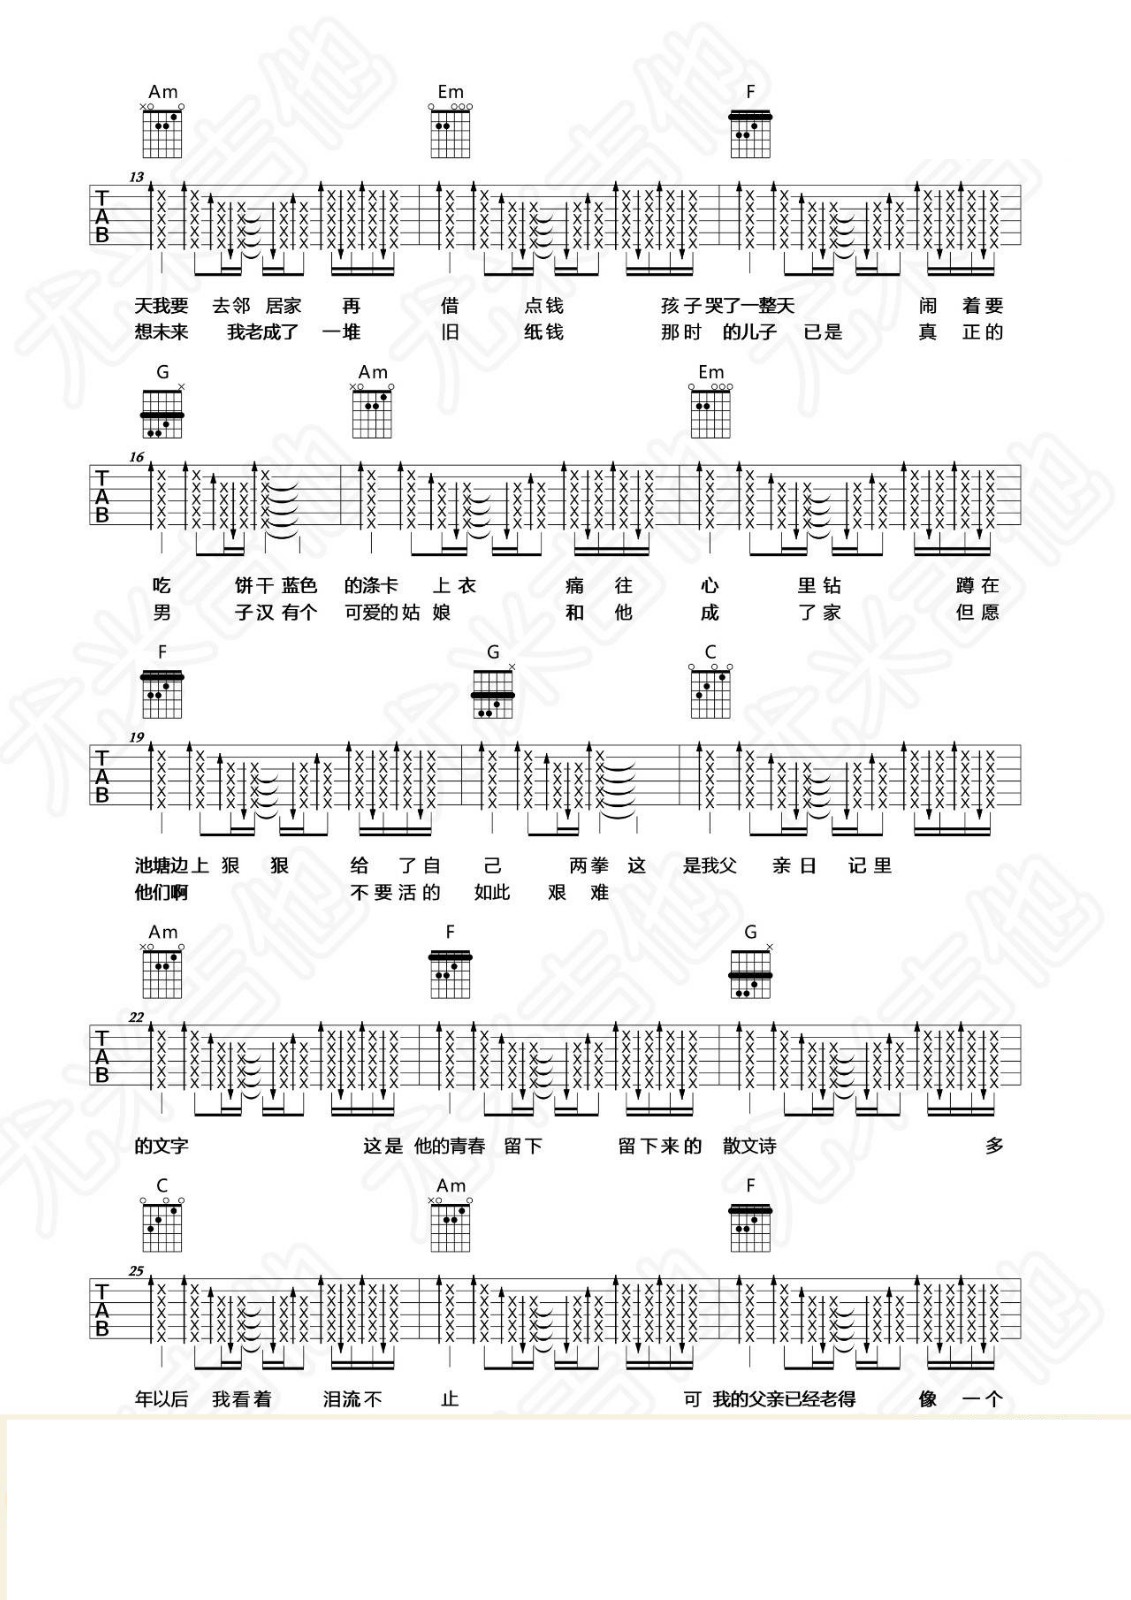 Am Em F
13
T
A
B
天我要 去邻 居家 再 借 点钱 孩子哭了一整天 闹着要
想未来 我老成了 一堆 旧 纸钱 那时 的儿子 已是 真 正的
G Am Em
16
T
A
B
吃 饼干蓝色 的涤卡 上衣 痛往 心 里钻 蹲在
男 子汉有个 可爱的姑娘 和他 成 了家 但愿
F G C
19
T
A
B
池塘边上 狠 狠 给 了自 己 两拳这 是我父 亲日 记里
他们啊 不要活的 如此 艰难
Am F G
22
T
A
B
的文字 这是 他的青春 留下 留下来的 散文诗 多
C Am F
25
T
A
B
年以后 我看着 泪流不 止 可 我的父亲已经老得 像 一个
尤米吉他